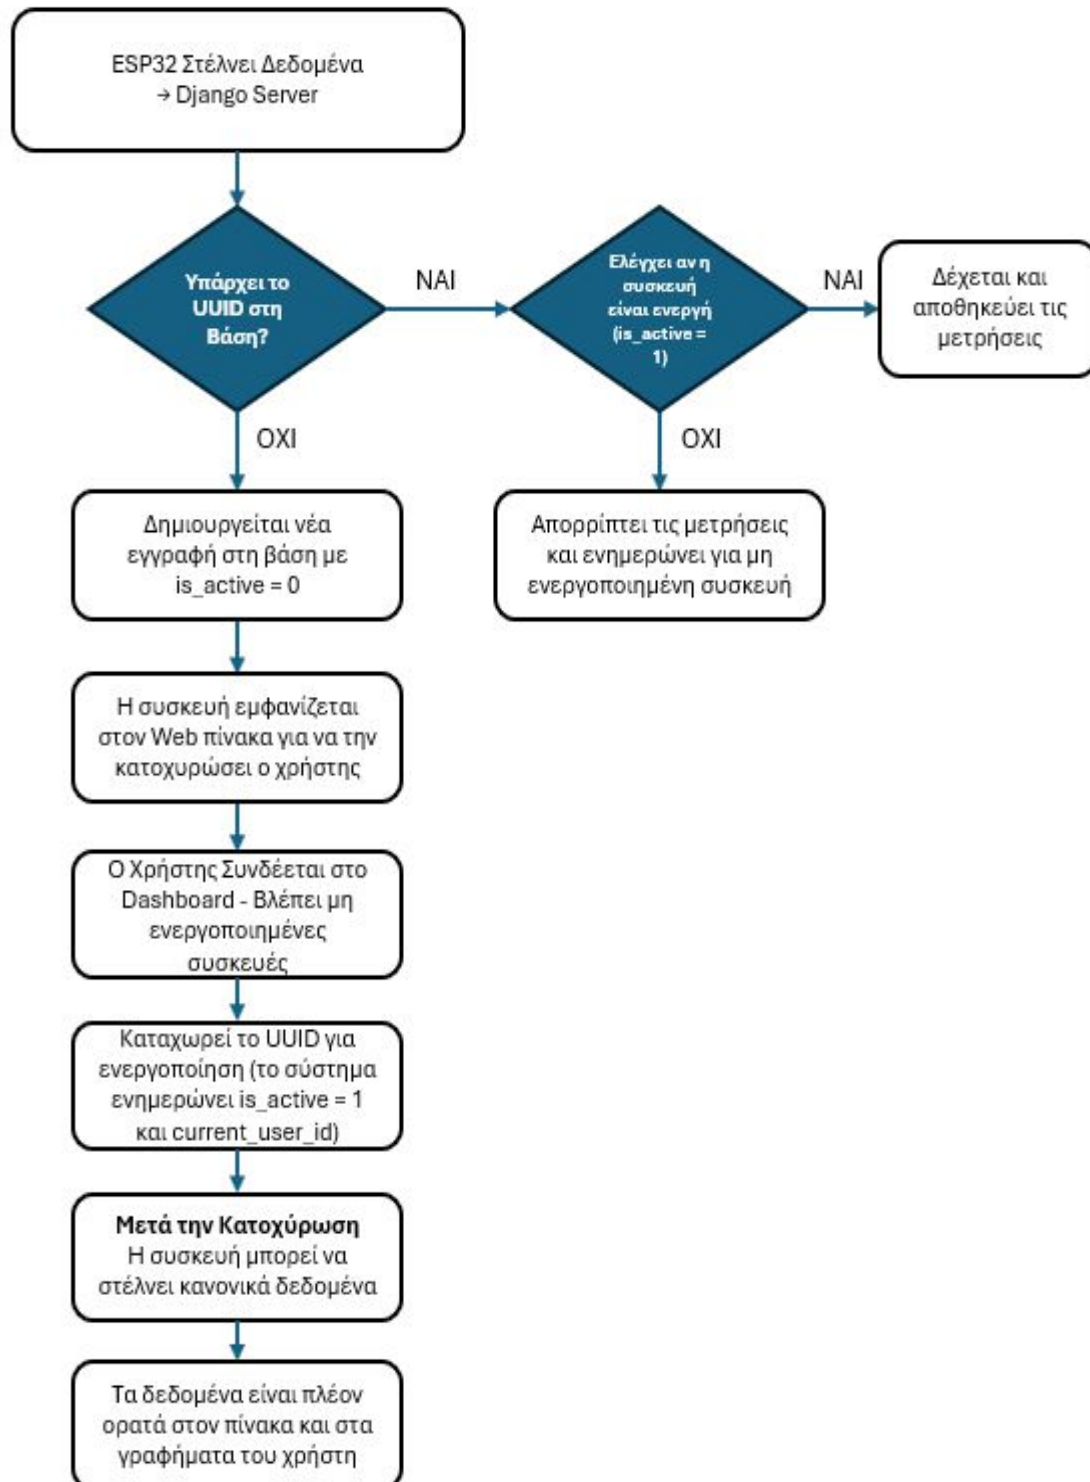 ESP32 Στέλνει Δεδομένα
→ Django Server
Υπάρχει το
UUID στη
Βάση?
ΝΑΙ
Ελέγχει αν η
συσκευή
είναι ενεργή
(is_active =
1)
ΝΑΙ
Δέχεται και
αποθηκεύει τις
μετρήσεις
ΟΧΙ
ΟΧΙ
Δημιουργείται νέα
εγγραφή στη βάση με
is_active = 0
Απορρίπτει τις μετρήσεις
και ενημερώνει για μη
ενεργοποιημένη συσκευή
Η συσκευή εμφανίζεται
στον Web πίνακα για να την
κατοχυρώσει ο χρήστης
Ο Χρήστης Συνδέεται στο
Dashboard - Βλέπει μη
ενεργοποιημένες
συσκευές
Καταχωρεί το UUID για
ενεργοποίηση (το σύστημα
ενημερώνει is_active = 1
και current_user_id)
Μετά την Κατοχύρωση
Η συσκευή μπορεί να
στέλνει κανονικά δεδομένα
Τα δεδομένα είναι πλέον
ορατά στον πίνακα και στα
γραφήματα του χρήστη